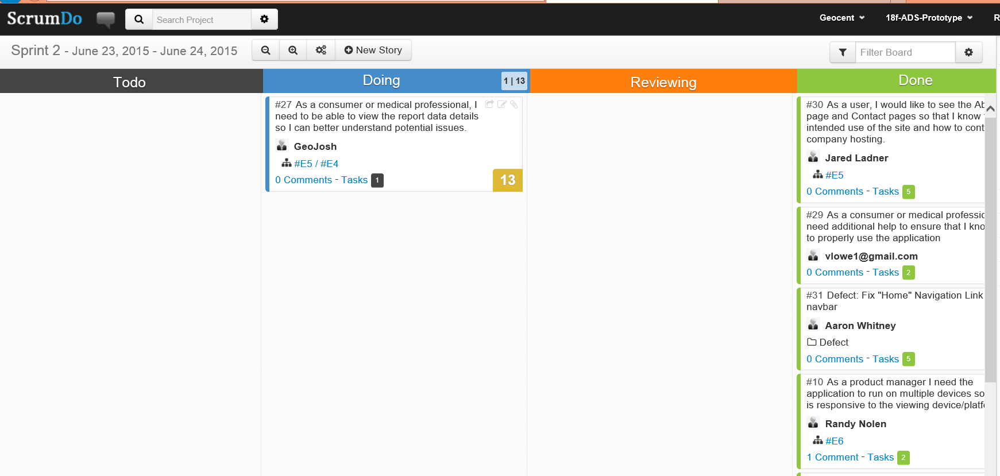 ScrumDo
Search Project
Geocent
18f-ADS-Prototype
Sprint 2 - June 23, 2015 - June 24, 2015
New Story
Filter Board
Todo
Doing
1 | 13
Reviewing
Done
#27 As a consumer or medical professional, I
need to be able to view the report data details
so I can better understand potential issues.
GeoJosh
#E5 / #E4
0 Comments - Tasks 1
13
#30 As a user, I would like to see the
page and Contact pages so that I know
intended use of the site and how to
company hosting.
Jared Ladner
#E5
0 Comments - Tasks 5
#29 As a consumer or medical
need additional help to ensure that I
to properly use the application
vlowe1@gmail.com
0 Comments - Tasks 2
#31 Defect: Fix "Home" Navigation Link
navbar
Aaron Whitney
Defect
0 Comments - Tasks 5
#10 As a product manager I need the
application to run on multiple devices so
is responsive to the viewing
Randy Nolen
#E6
1 Comment - Tasks 2